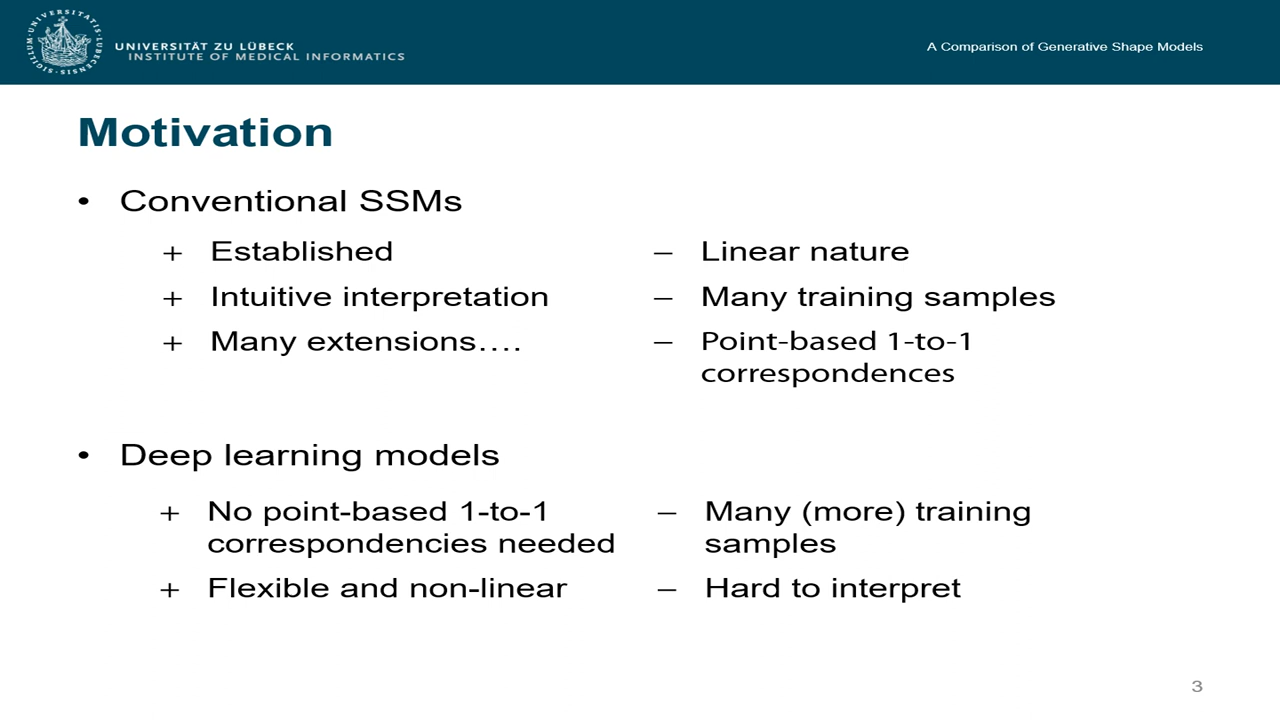 UNIVERSITÄT ZU LÜBECK
INSTITUTE OF MEDICAL INFORMATICS
A Comparison of Generative Shape Models
Motivation
• Conventional SSMs
+ Established
+ Intuitive interpretation
+ Many extensions….
– Linear nature
– Many training samples
– Point-based 1-to-1
correspondences
• Deep learning models
+ No point-based 1-to-1
correspondencies needed
+ Flexible and non-linear
– Many (more) training
samples
– Hard to interpret
3